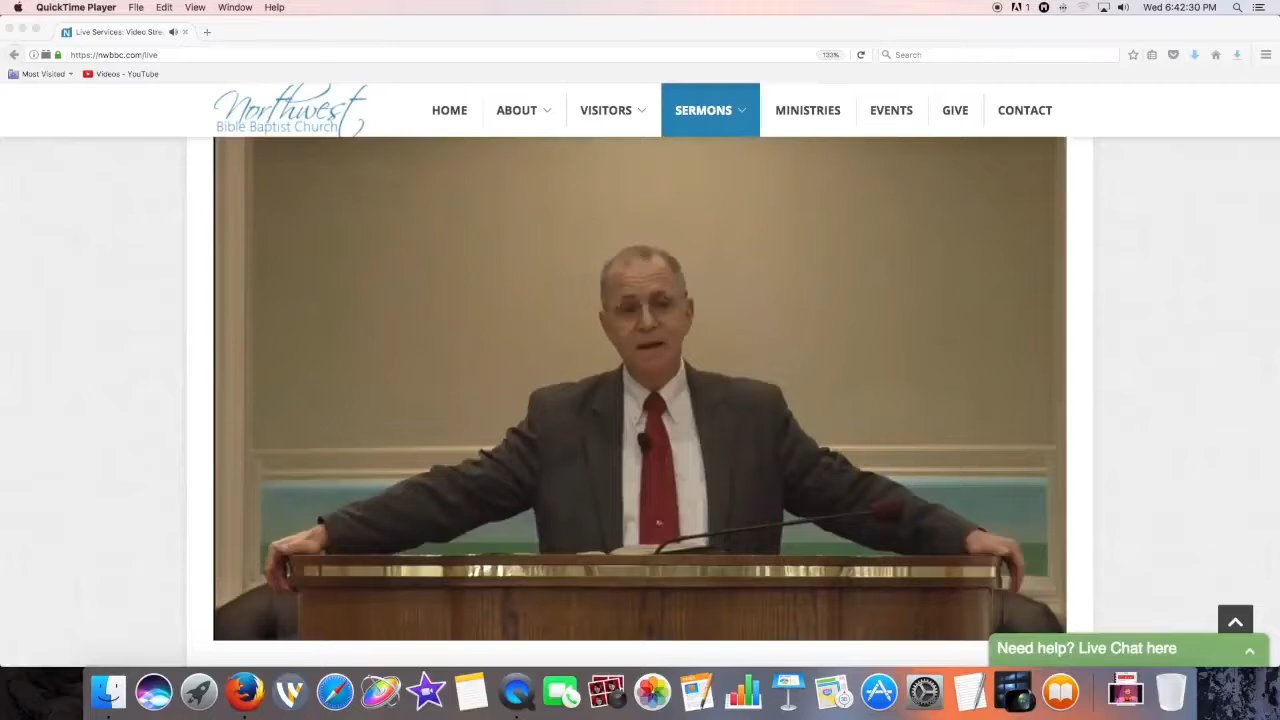 QuickTime Player File Edit View Window Help
1 Wed 6:42:30 PM
Live Services: Video Stre
https://nwbbc.com/live
133%
Search
Most Visited
Videos - YouTube
Northwest
Bible Baptist Church
HOME ABOUT VISITORS SERMONS MINISTRIES EVENTS GIVE CONTACT
Need help? Live Chat here